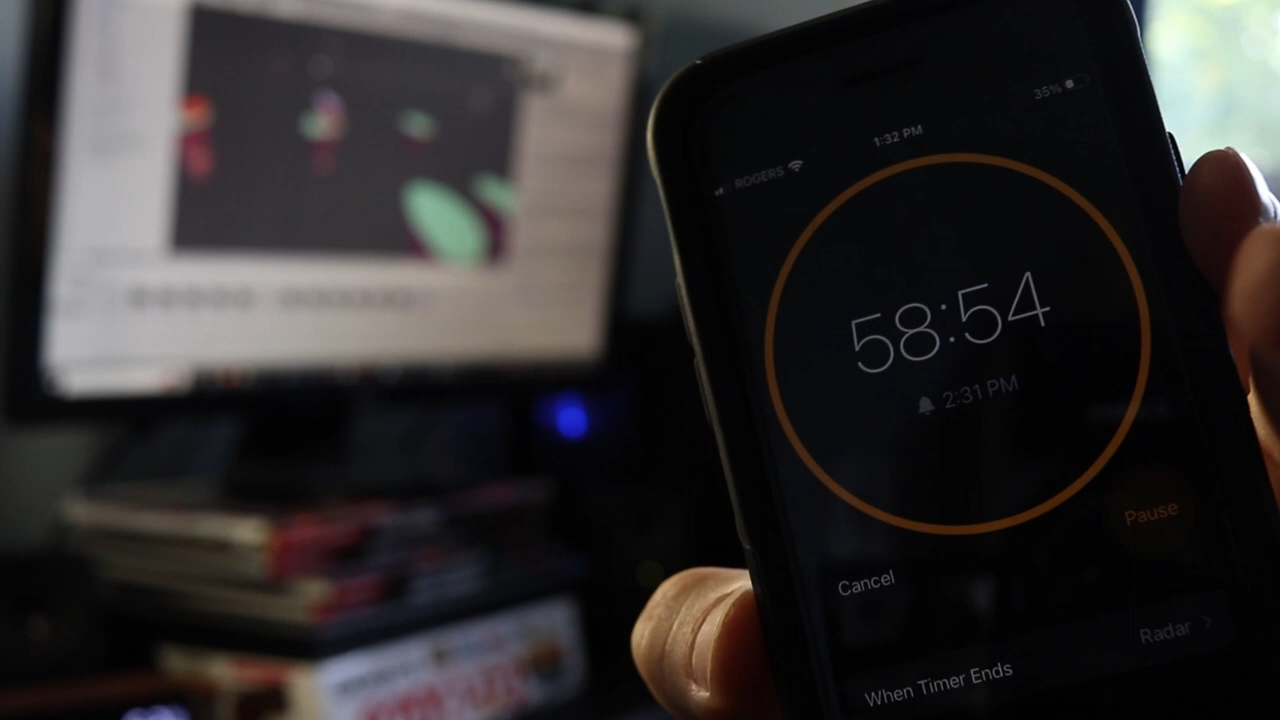 35%
1:32 PM
ROGERS
58:54
2:31 PM
Pause
Cancel
Radar
When Timer Ends